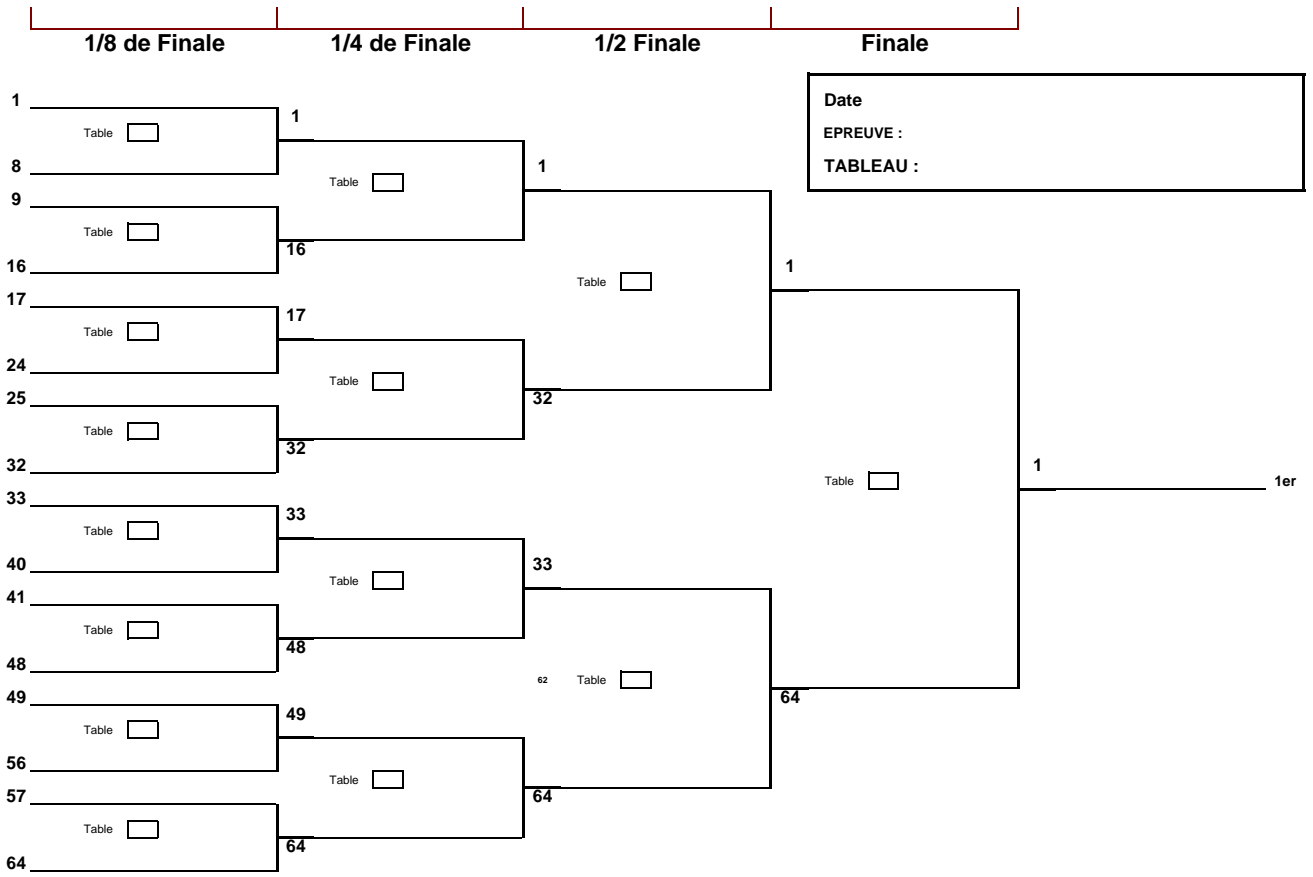 1/8 de Finale 1/4 de Finale 1/2 Finale Finale
Date
EPREUVE :
TABLEAU :
1
Table
8
9
Table
16
17
Table
24
25
Table
32
33
Table
40
41
Table
48
49
Table
56
57
Table
64
1
Table
16
17
Table
32
33
Table
48
49
Table
64
1
Table
32
33
62 Table
64
1
Table
64
1
1er